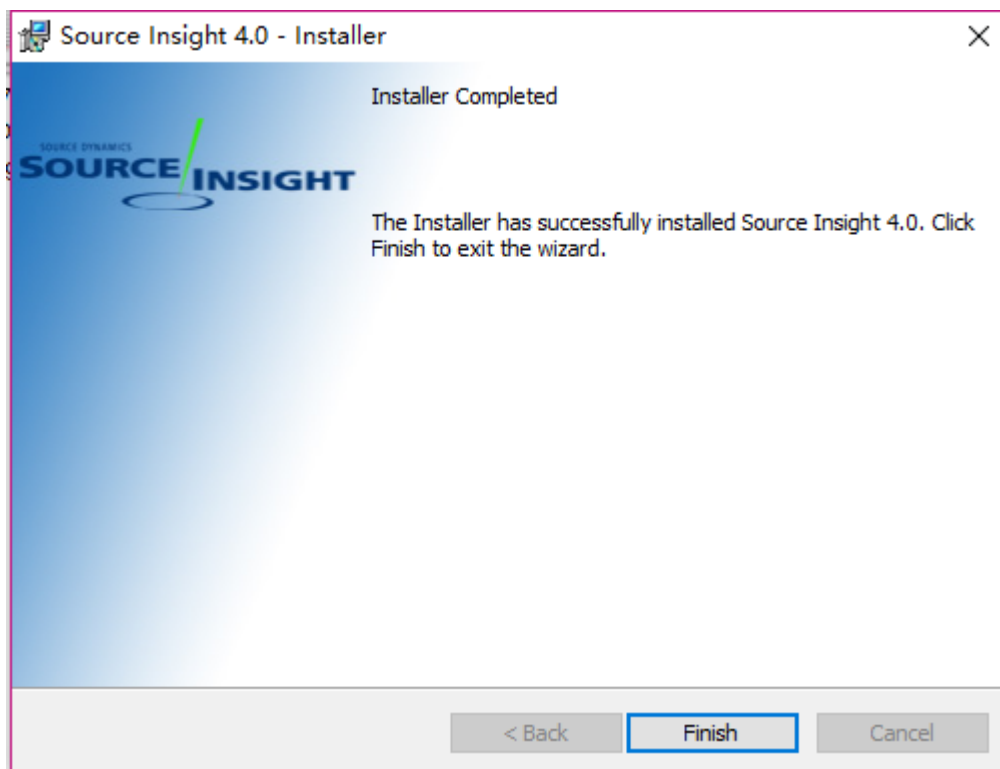 Source Insight 4.0 - Installer
Installer Completed
SOURCE DYNAMICS
SOURCE INSIGHT
The Installer has successfully installed Source Insight 4.0. Click
Finish to exit the wizard.
< Back
Finish
Cancel